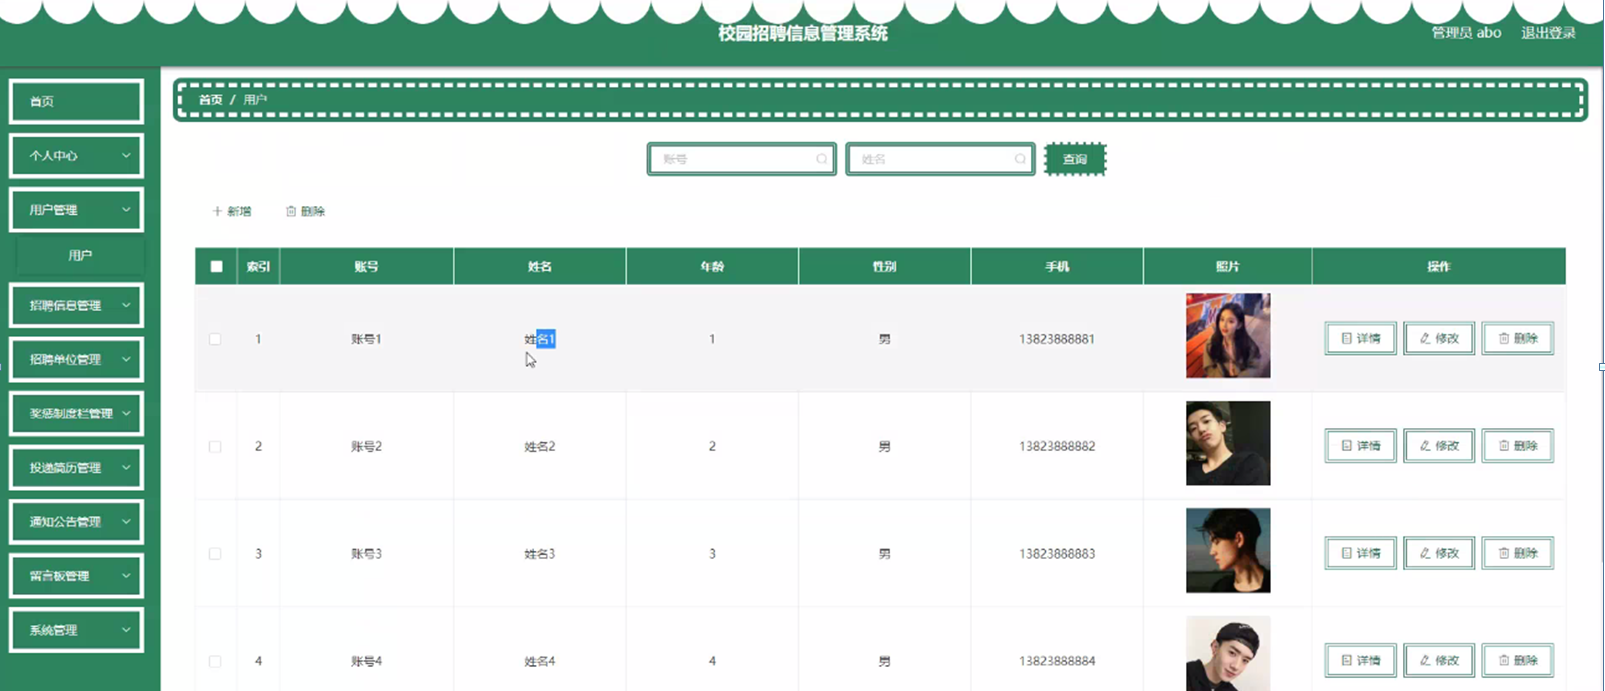 校园招聘信息管理系统
管理员 abo 退出登录
首页
个人中心
用户管理
用户
招聘信息管理
招聘单位管理
奖惩制度栏管理
投递简历管理
通知公告管理
留言板管理
系统管理
首页 / 用户
账号 姓名 查询
新增 删除
索引 账号 姓名 年龄 性别 手机 照片 操作
1 账号1 姓名1 1 男 13823888881 详情 修改 删除
2 账号2 姓名2 2 男 13823888882 详情 修改 删除
3 账号3 姓名3 3 男 13823888883 详情 修改 删除
4 账号4 姓名4 4 男 13823888884 详情 修改 删除